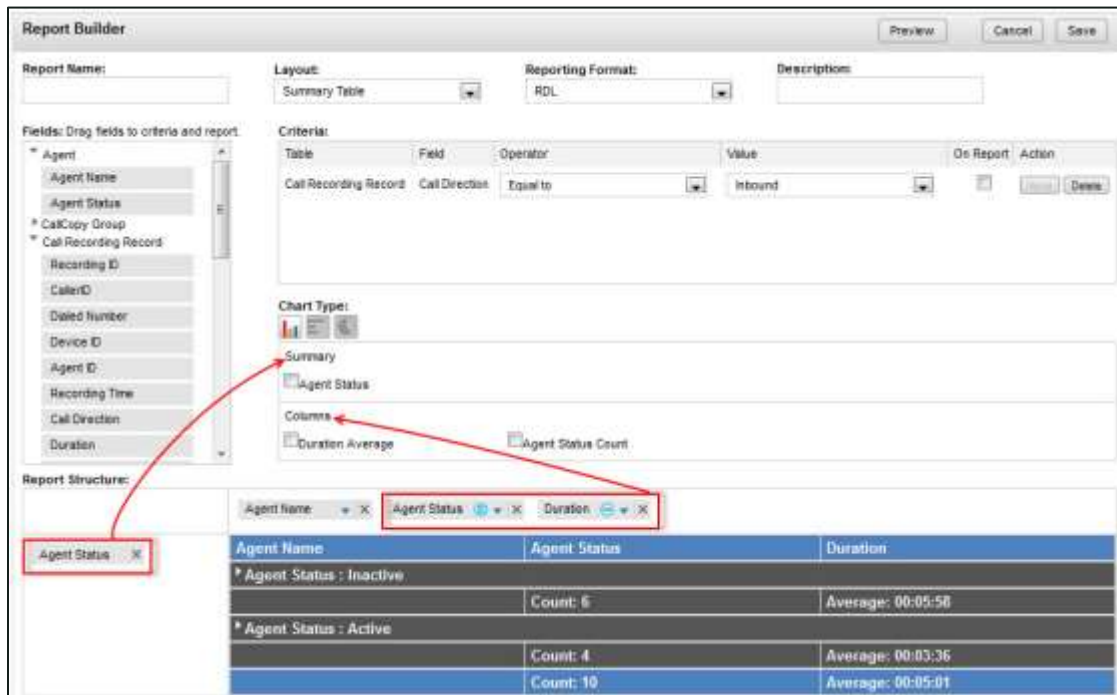 Report Builder
Preview Cancel Save
Report Name: Layout: Reporting Format: Description:
Summary Table RDL
Fields: Drag fields to criteria and report. Criteria:
Table Field Operator Value On Report Action
Call Recording Record Call Direction Equal to Inbound Delete
Agent
Agent Name
Agent Status
CallCopy Group
Call Recording Record
Recording ID
CallerID
Dialed Number
Device ID
Agent ID
Recording Time
Call Direction
Duration
Chart Type:
Summary
Agent Status
Columns
Duration Average Agent Status Count
Report Structure:
Agent Name Agent Status Duration
Agent Status
Agent Name Agent Status Duration
Agent Status : Inactive
Count: 6 Average: 00:05:58
Agent Status : Active
Count: 4 Average: 00:03:36
Count: 10 Average: 00:05:01